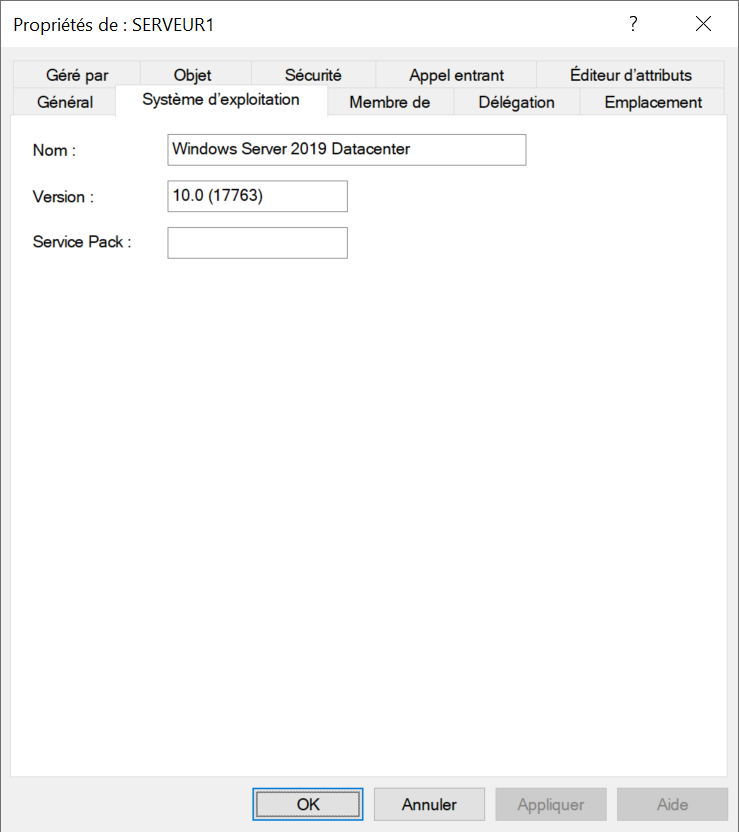 Propriétés de : SERVEUR1 ?
Géré par Objet Sécurité Appel entrant Éditeur d'attributs
Général Système d'exploitation Membre de Délégation Emplacement
Nom : Windows Server 2019 Datacenter
Version : 10.0 (17763)
Service Pack :
OK Annuler Appliquer Aide